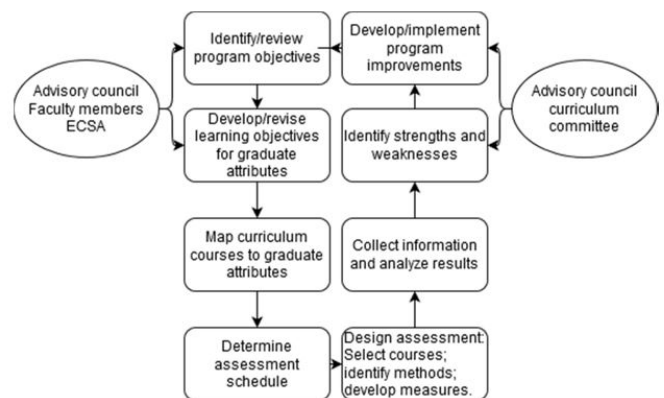 Identify/review
program objectives
Develop/implement
program
improvements
Advisory council
Faculty members
ECSA
Advisory council
curriculum
committee
Develop/revise
learning objectives
for graduate
attributes
Identify strengths and
weaknesses
Map curriculum
courses to graduate
attributes
Collect information
and analyze results
Determine
assessment
schedule
Design assessment:
Select courses;
identify methods;
develop measures.